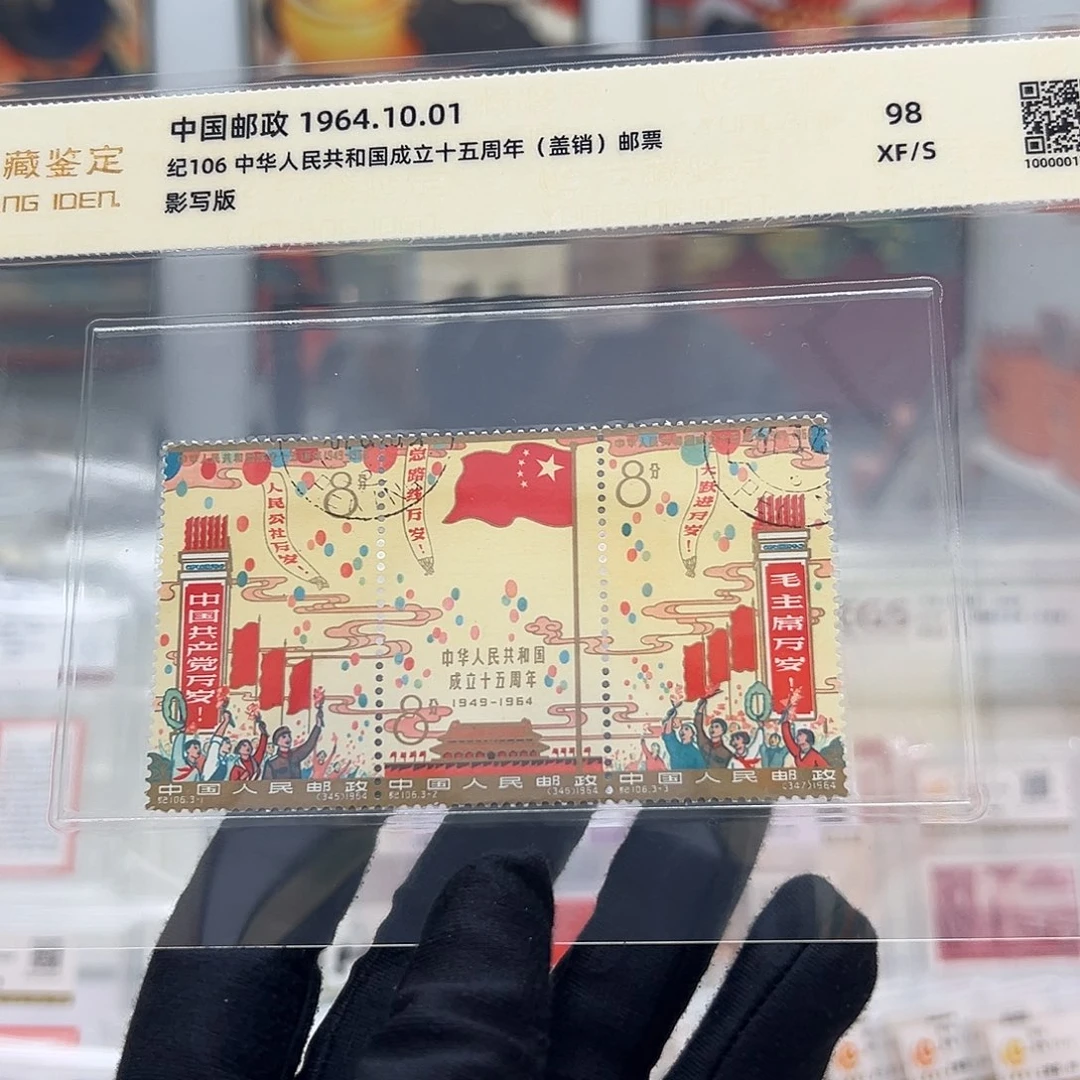 中国邮政 1964.10.01
纪106 中华人民共和国成立十五周年（盖销）邮票
影写版
藏鉴定
NG IDEN.
98
XF/S
1000001
人民公社万岁！
8分
总路线万岁！
8分
大跃进万岁！
中国共产党万岁！
毛主席万岁！
中华人民共和国
成立十五周年
1949-1964
8分
中国人民邮政
纪106.3-1
(345)1964
中国人民邮政
纪106.3-2
(346)1964
中国人民邮政
纪106.3-3
(347)1964